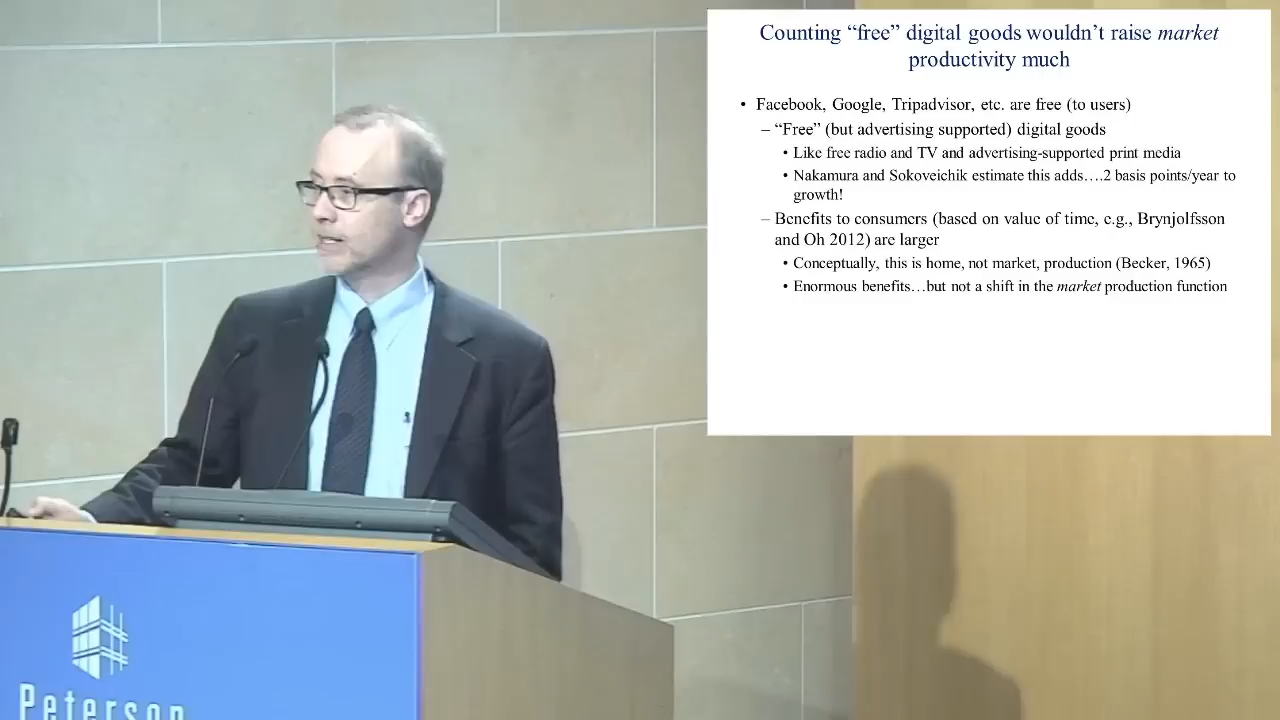 Counting “free” digital goods wouldn’t raise market
productivity much
• Facebook, Google, Tripadvisor, etc. are free (to users)
– “Free” (but advertising supported) digital goods
• Like free radio and TV and advertising-supported print media
• Nakamura and Sokoveichik estimate this adds….2 basis points/year to
growth!
– Benefits to consumers (based on value of time, e.g., Brynjolfsson
and Oh 2012) are larger
• Conceptually, this is home, not market, production (Becker, 1965)
• Enormous benefits…but not a shift in the market production function
Peterson